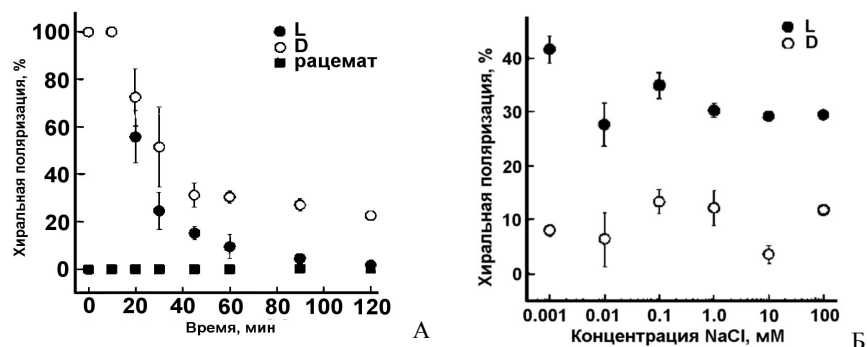 Хиральная поляризация, %
100
80
60
40
20
0
L
D
рацемат
0 20 40 60 80 100 120
Время, мин
А
Хиральная поляризация, %
40
30
20
10
0
L
D
0.001 0.01 0.1 1.0 10 100
Концентрация NaCl, мМ
Б